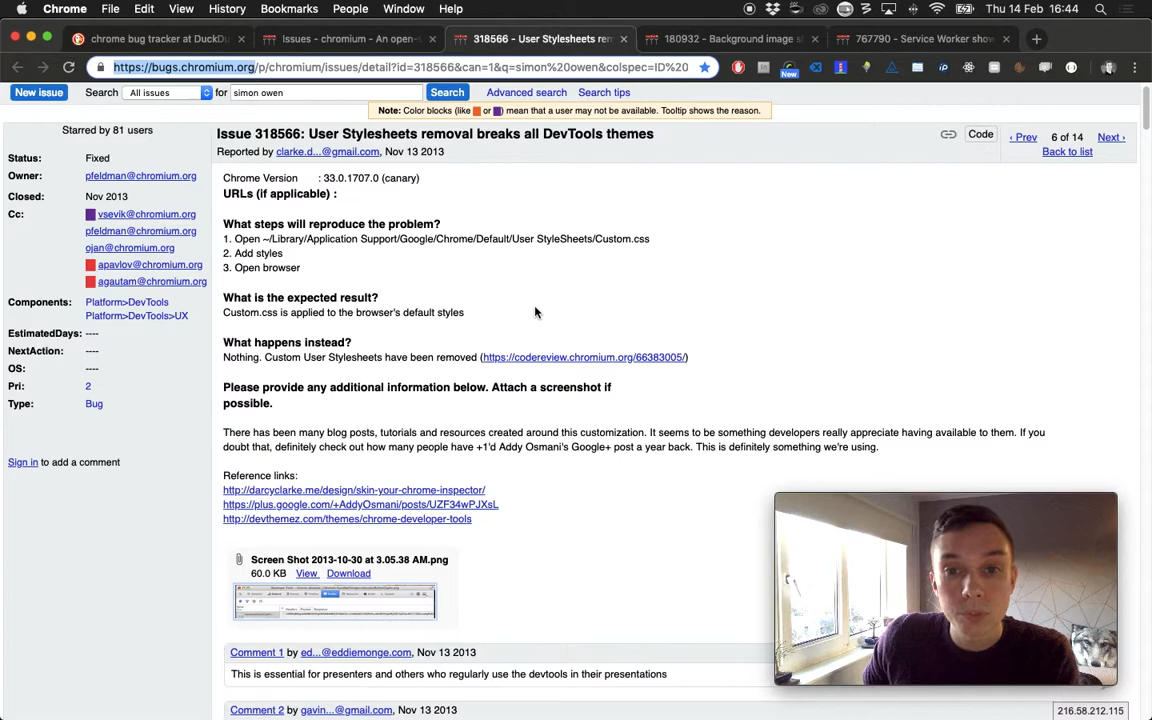 Chrome File Edit View History Bookmarks People Window Help Thu 14 Feb 16:44
chrome bug tracker at DuckDu
Issues - chromium - An open-s
318566 - User Stylesheets rem
180932 - Background image s
767790 - Service Worker show
https://bugs.chromium.org/p/chromium/issues/detail?id=318566&can=1&q=simon%20owen&colspec=ID%20
New
New issue Search All issues for simon owen Search Advanced search Search tips
Note: Color blocks (like or ) mean that a user may not be available. Tooltip shows the reason.
Starred by 81 users
Status: Fixed
Owner: pfeldman@chromium.org
Closed: Nov 2013
Cc: vsevik@chromium.org
pfeldman@chromium.org
ojan@chromium.org
apavlov@chromium.org
agautam@chromium.org
Components: Platform>DevTools
Platform>DevTools>UX
EstimatedDays: ----
NextAction: ----
OS: ----
Pri: 2
Type: Bug
Sign in to add a comment
Issue 318566: User Stylesheets removal breaks all DevTools themes
Reported by clarke.d...@gmail.com, Nov 13 2013
Code
‹ Prev 6 of 14 Next ›
Back to list
Chrome Version : 33.0.1707.0 (canary)
URLs (if applicable) :
What steps will reproduce the problem?
1. Open ~/Library/Application Support/Google/Chrome/Default/User StyleSheets/Custom.css
2. Add styles
3. Open browser
What is the expected result?
Custom.css is applied to the browser's default styles
What happens instead?
Nothing. Custom User Stylesheets have been removed (https://codereview.chromium.org/66383005/)
Please provide any additional information below. Attach a screenshot if
possible.
There has been many blog posts, tutorials and resources created around this customization. It seems to be something developers really appreciate having available to them. If you
doubt that, definitely check out how many people have +1'd Addy Osmani's Google+ post a year back. This is definitely something we're using.
Reference links:
http://darcyclarke.me/design/skin-your-chrome-inspector/
https://plus.google.com/+AddyOsmani/posts/UZF34wPJXsL
http://devthemez.com/themes/chrome-developer-tools
Screen Shot 2013-10-30 at 3.05.38 AM.png
60.0 KB View Download
Comment 1 by ed...@eddiemonge.com, Nov 13 2013
This is essential for presenters and others who regularly use the devtools in their presentations
Comment 2 by gavin...@gmail.com, Nov 13 2013
216.58.212.115